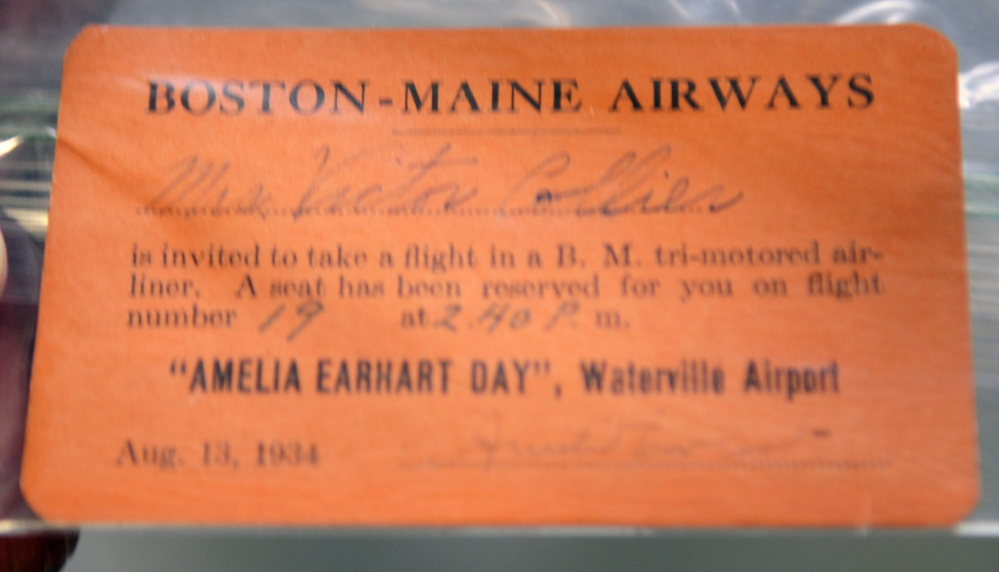 BOSTON-MAINE AIRWAYS
Mrs. Victor Collier
is invited to take a flight in a B. M. tri-motored air-
liner. A seat has been reserved for you on flight
number 19 at 2.40 P. m.
"AMELIA EARHART DAY", Waterville Airport
Aug. 13, 1934